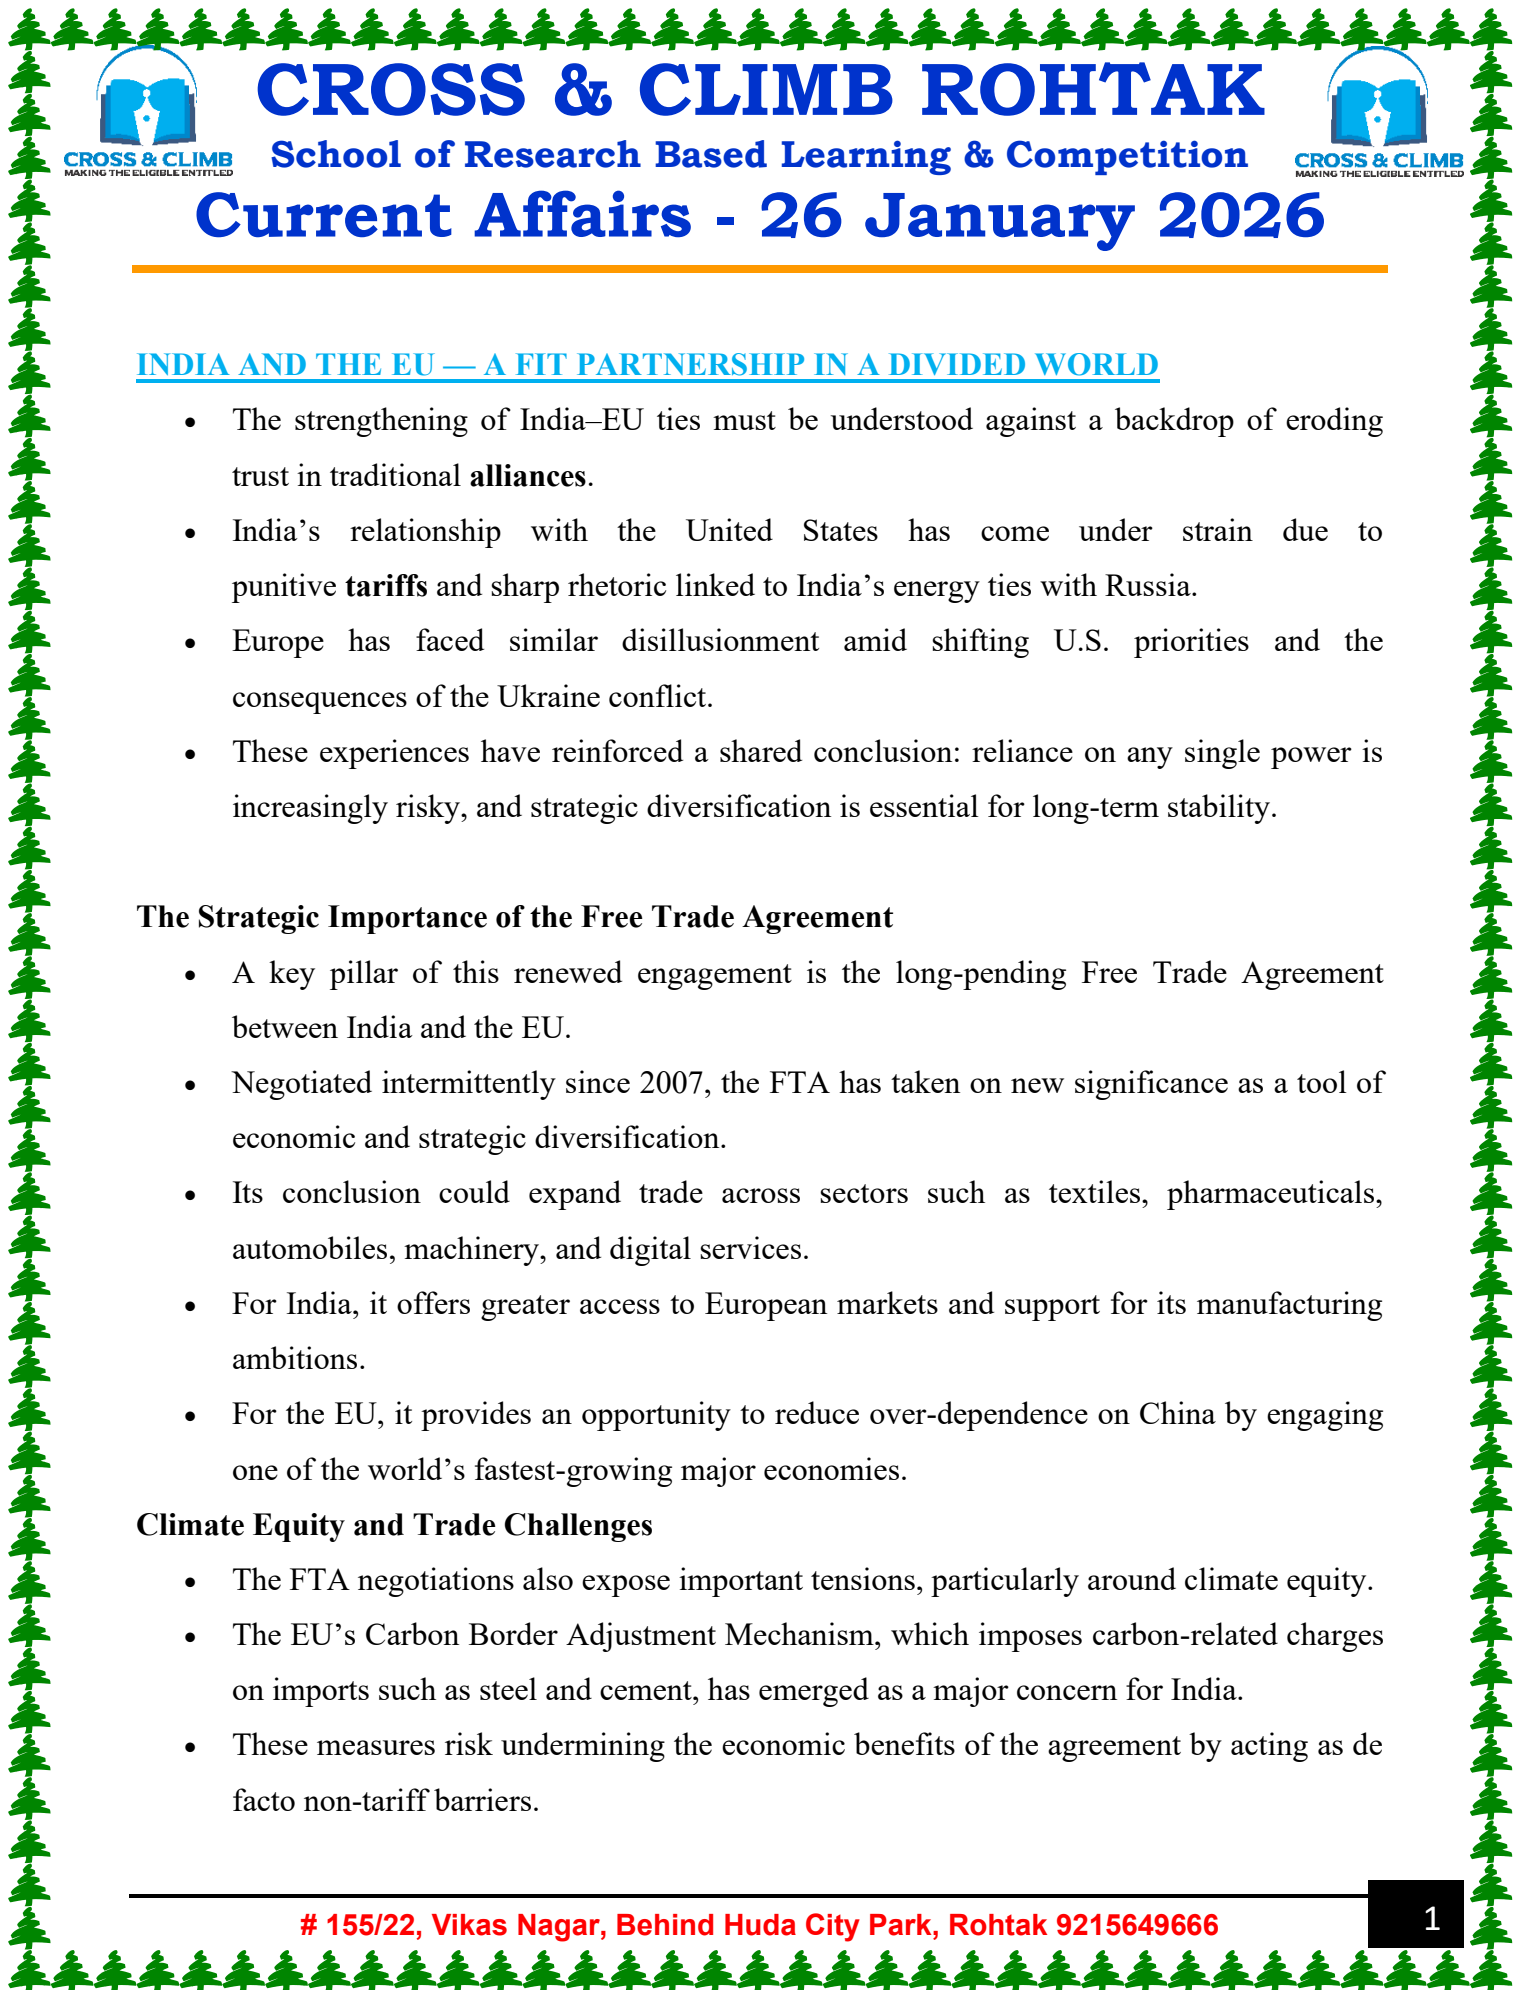 CROSS & CLIMB ROHTAK
School of Research Based Learning & Competition
CROSS & CLIMB
MAKING THE ELIGIBLE ENTITLED
CROSS & CLIMB
MAKING THE ELIGIBLE ENTITLED
Current Affairs - 26 January 2026
INDIA AND THE EU — A FIT PARTNERSHIP IN A DIVIDED WORLD
• The strengthening of India–EU ties must be understood against a backdrop of eroding
trust in traditional alliances.
• India’s relationship with the United States has come under strain due to
punitive tariffs and sharp rhetoric linked to India’s energy ties with Russia.
• Europe has faced similar disillusionment amid shifting U.S. priorities and the
consequences of the Ukraine conflict.
• These experiences have reinforced a shared conclusion: reliance on any single power is
increasingly risky, and strategic diversification is essential for long-term stability.
The Strategic Importance of the Free Trade Agreement
• A key pillar of this renewed engagement is the long-pending Free Trade Agreement
between India and the EU.
• Negotiated intermittently since 2007, the FTA has taken on new significance as a tool of
economic and strategic diversification.
• Its conclusion could expand trade across sectors such as textiles, pharmaceuticals,
automobiles, machinery, and digital services.
• For India, it offers greater access to European markets and support for its manufacturing
ambitions.
• For the EU, it provides an opportunity to reduce over-dependence on China by engaging
one of the world’s fastest-growing major economies.
Climate Equity and Trade Challenges
• The FTA negotiations also expose important tensions, particularly around climate equity.
• The EU’s Carbon Border Adjustment Mechanism, which imposes carbon-related charges
on imports such as steel and cement, has emerged as a major concern for India.
• These measures risk undermining the economic benefits of the agreement by acting as de
facto non-tariff barriers.
# 155/22, Vikas Nagar, Behind Huda City Park, Rohtak 9215649666
1